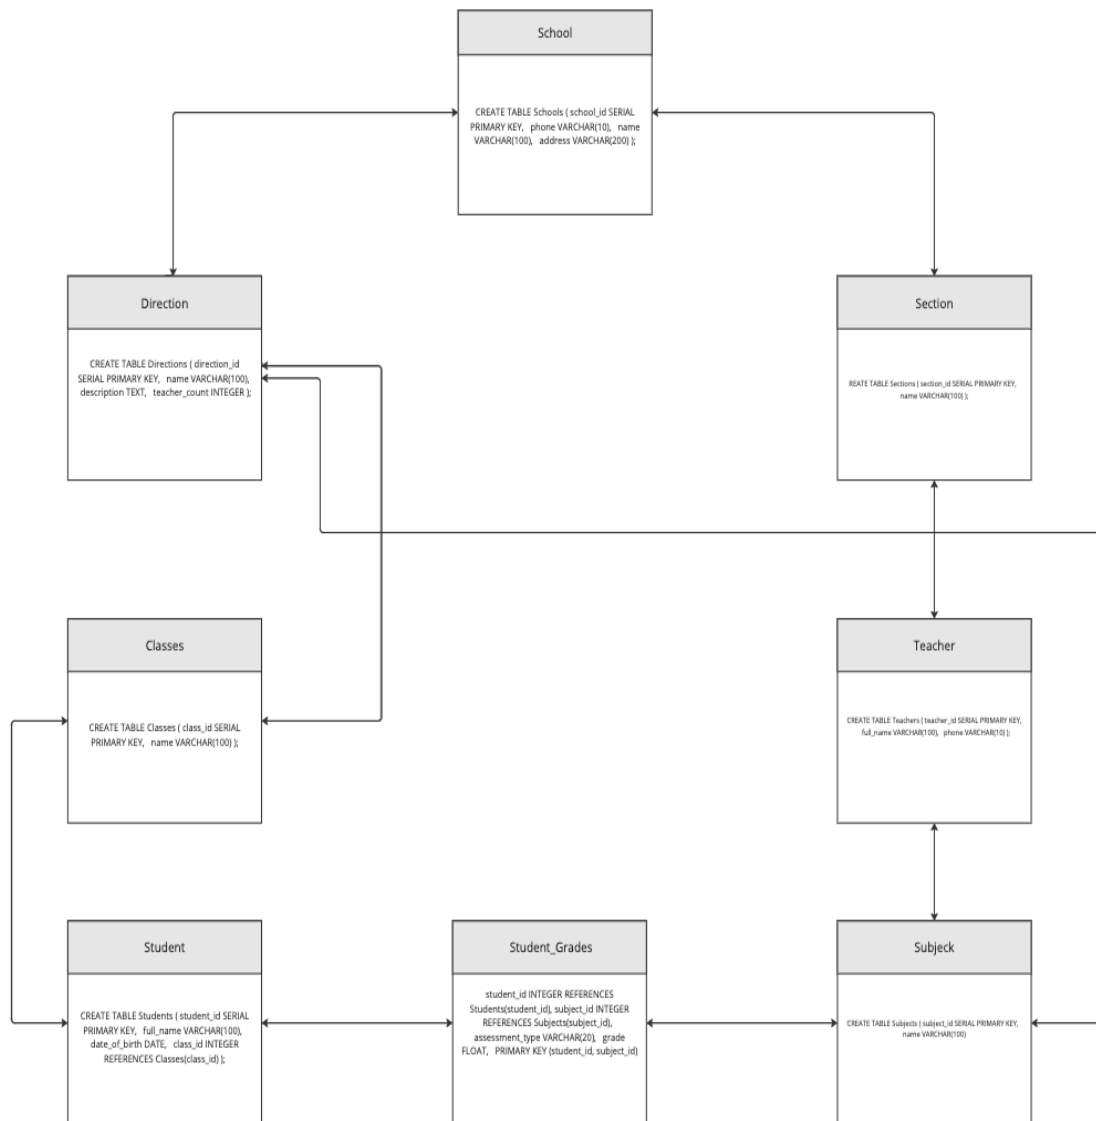 School
CREATE TABLE Schools ( school_id SERIAL
PRIMARY KEY, phone VARCHAR(10), name
VARCHAR(100), address VARCHAR(200) );
Direction
CREATE TABLE Directions ( direction_id
SERIAL PRIMARY KEY, name VARCHAR(100),
description TEXT, teacher_count INTEGER );
Section
REATE TABLE Sections ( section_id SERIAL PRIMARY KEY,
name VARCHAR(100) );
Classes
CREATE TABLE Classes ( class_id SERIAL
PRIMARY KEY, name VARCHAR(100) );
Teacher
CREATE TABLE Teachers ( teacher_id SERIAL PRIMARY KEY,
full_name VARCHAR(100), phone VARCHAR(10) );
Student
CREATE TABLE Students ( student_id SERIAL
PRIMARY KEY, full_name VARCHAR(100),
date_of_birth DATE, class_id INTEGER
REFERENCES Classes(class_id) );
Student_Grades
student_id INTEGER REFERENCES
Students(student_id), subject_id INTEGER
REFERENCES Subjects(subject_id),
assessment_type VARCHAR(20), grade
FLOAT, PRIMARY KEY (student_id, subject_id)
Subjeck
CREATE TABLE Subjects ( subject_id SERIAL PRIMARY KEY,
name VARCHAR(100)